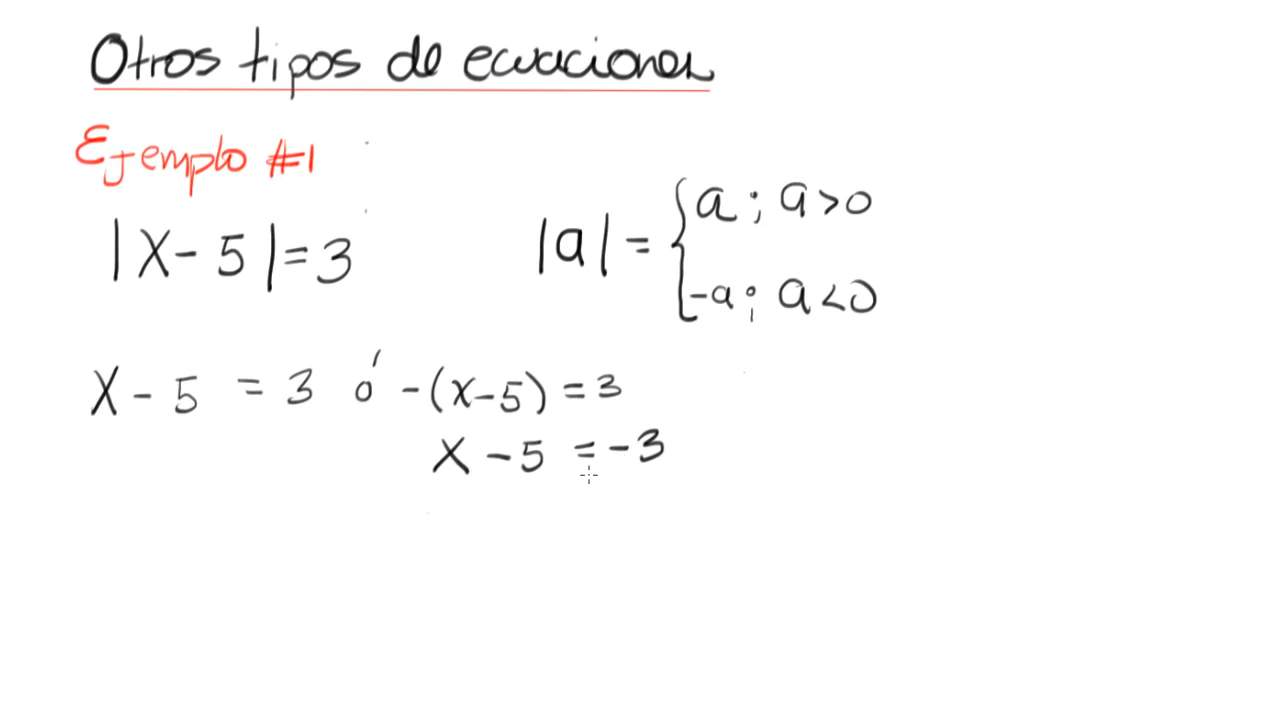 Otros tipos de ecuaciones
Ejemplo #1
|x-5|=3
|a| = { a ; a>0
-a ; a<0
x - 5 = 3 ó -(x-5) = 3
x - 5 = -3